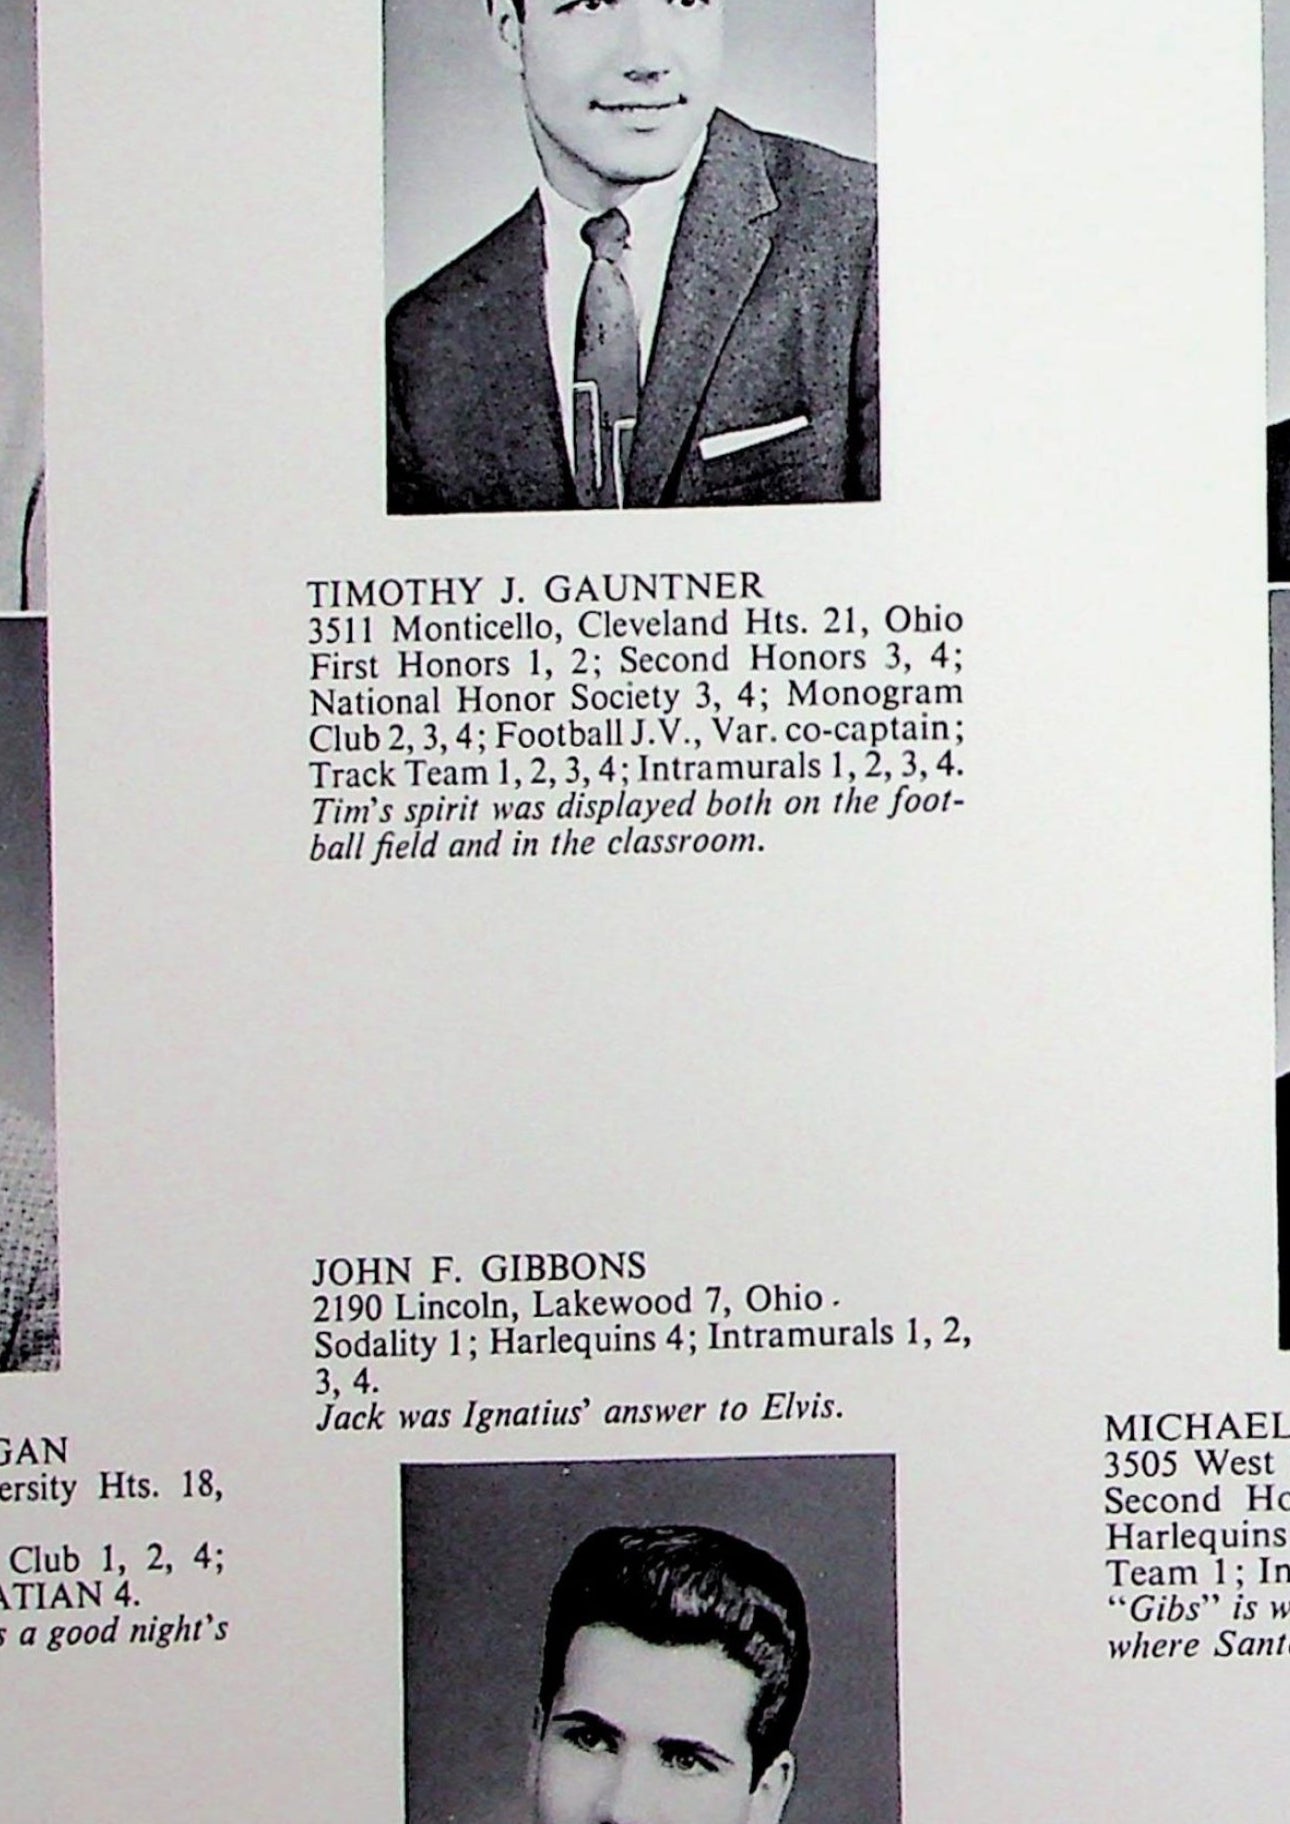 TIMOTHY J. GAUNTNER
3511 Monticello, Cleveland Hts. 21, Ohio
First Honors 1, 2; Second Honors 3, 4;
National Honor Society 3, 4; Monogram
Club 2, 3, 4; Football J.V., Var. co-captain;
Track Team 1, 2, 3, 4; Intramurals 1, 2, 3, 4.
Tim's spirit was displayed both on the foot-
ball field and in the classroom.
JOHN F. GIBBONS
2190 Lincoln, Lakewood 7, Ohio
Sodality 1; Harlequins 4; Intramurals 1, 2,
3, 4.
Jack was Ignatius' answer to Elvis.
GAN
ersity Hts. 18,
Club 1, 2, 4;
ATIAN 4.
s a good night's
MICHAEL
3505 West
Second Ho
Harlequins
Team 1; In
"Gibs" is w
where Sant